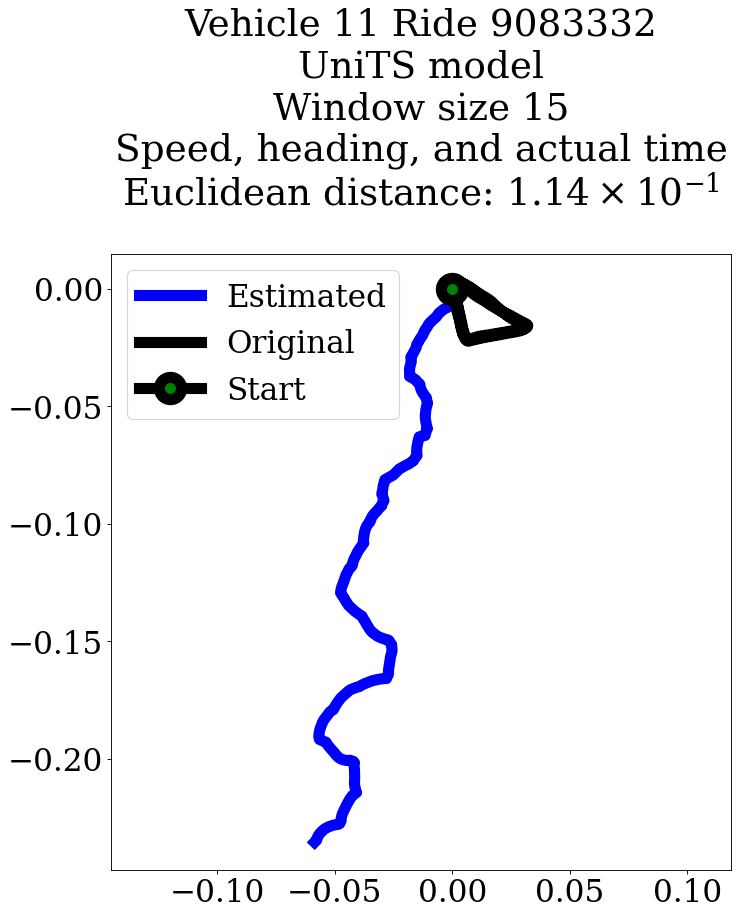 Vehicle 11 Ride 9083332
UniTS model
Window size 15
Speed, heading, and actual time
Euclidean distance: 1.14 × 10⁻¹
Estimated
Original
Start
0.00
−0.05
−0.10
−0.15
−0.20
−0.10 −0.05 0.00 0.05 0.10